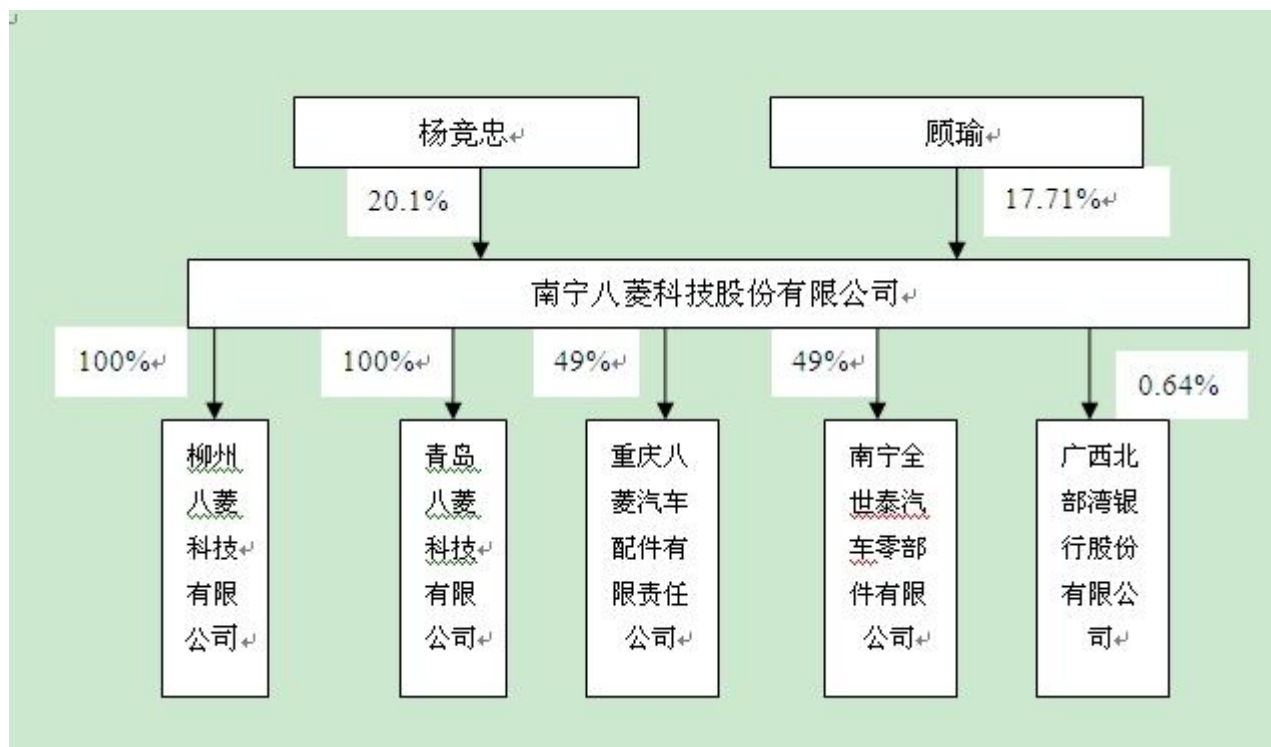 杨竞忠
顾瑜
20.1%
17.71%
南宁八菱科技股份有限公司
100%
100%
49%
49%
0.64%
柳州
八菱
科技
有限
公司
青岛
八菱
科技
有限
公司
重庆八
菱汽车
配件有
限责任
公司
南宁全
世泰汽
车零部
件有限
公司
广西北
部湾银
行股份
有限公
司